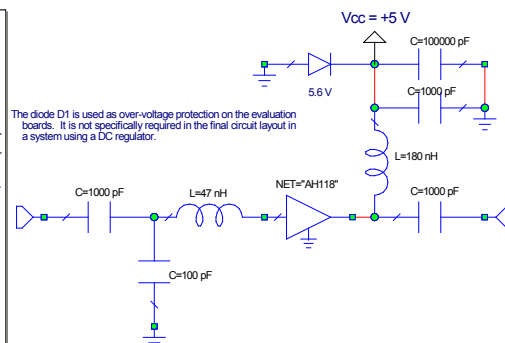 Vcc = +5 V
C=100000 pF
5.6 V
C=1000 pF
The diode D1 is used as over-voltage protection on the evaluation
boards. It is not specifically required in the final circuit layout in
a system using a DC regulator.
L=180 nH
C=1000 pF
L=47 nH
NET="AH118"
C=1000 pF
C=100 pF